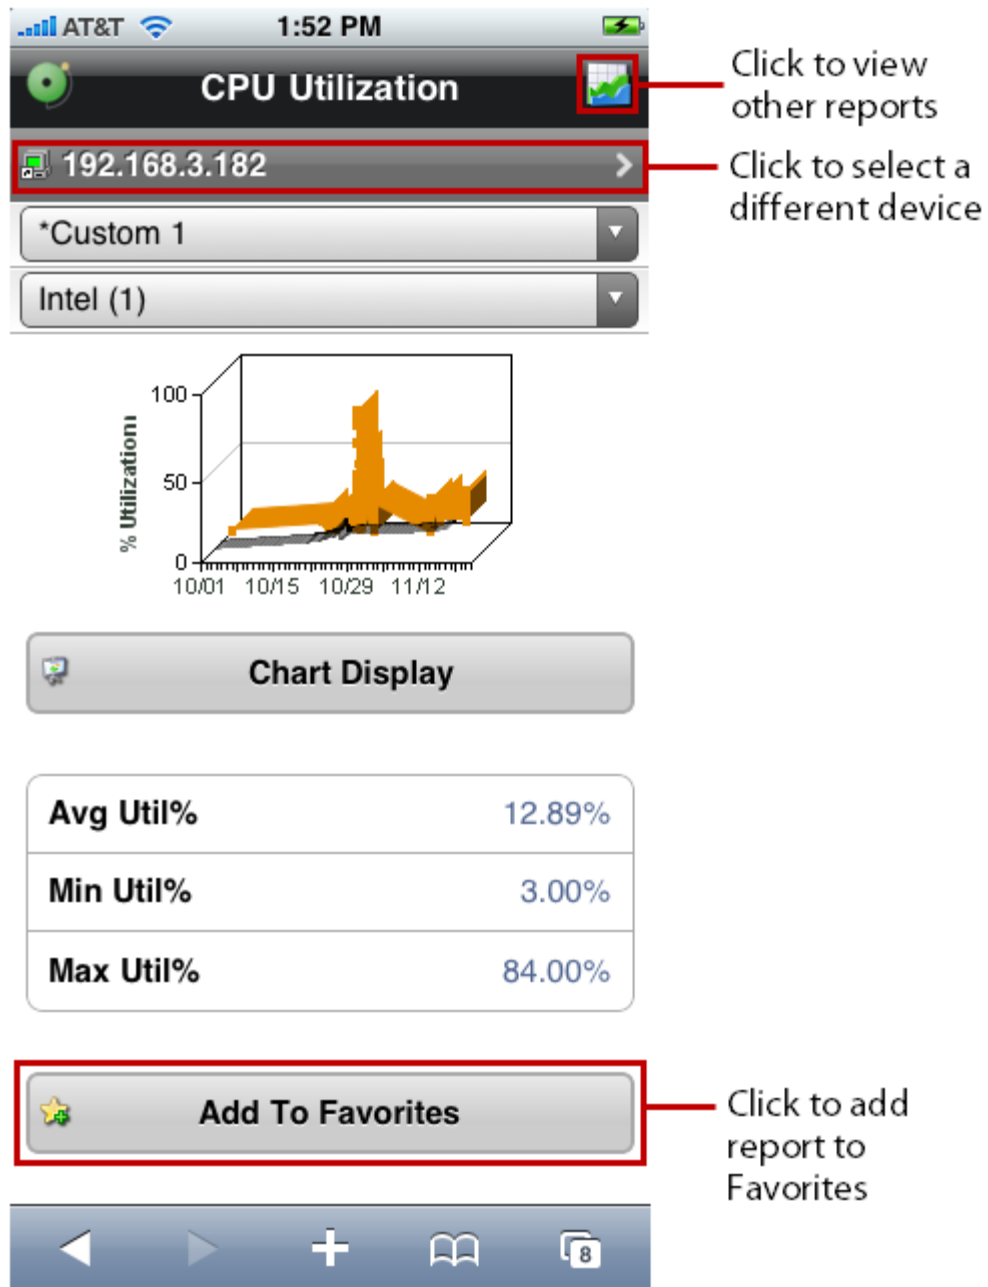 AT&T 1:52 PM
CPU Utilization
Click to view
other reports
192.168.3.182
Click to select a
different device
*Custom 1
Intel (1)
100
50
0
% Utilization
10/01 10/15 10/29 11/12
Chart Display
Avg Util% 12.89%
Min Util% 3.00%
Max Util% 84.00%
Add To Favorites
Click to add
report to
Favorites
8